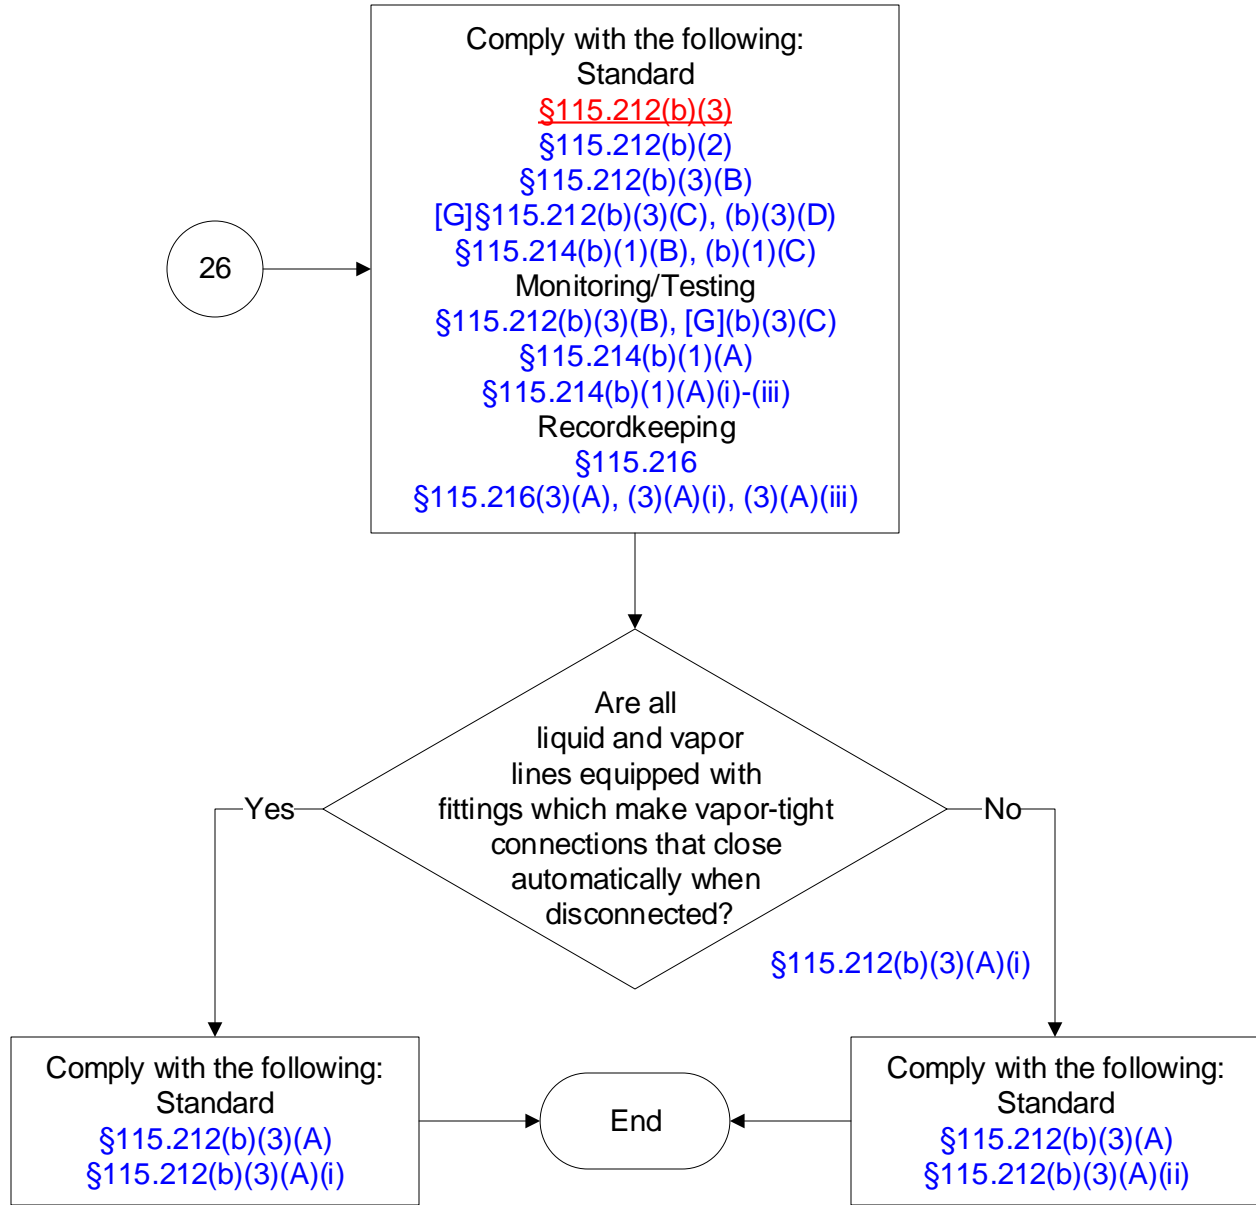 Comply with the following:
Standard
§115.212(b)(3)
§115.212(b)(2)
§115.212(b)(3)(B)
[G]§115.212(b)(3)(C), (b)(3)(D)
§115.214(b)(1)(B), (b)(1)(C)
Monitoring/Testing
§115.212(b)(3)(B), [G](b)(3)(C)
§115.214(b)(1)(A)
§115.214(b)(1)(A)(i)-(iii)
Recordkeeping
§115.216
§115.216(3)(A), (3)(A)(i), (3)(A)(iii)
26
Are all
liquid and vapor
lines equipped with
fittings which make vapor-tight
connections that close
automatically when
disconnected?
Yes
No
§115.212(b)(3)(A)(i)
Comply with the following:
Standard
§115.212(b)(3)(A)
§115.212(b)(3)(A)(i)
End
Comply with the following:
Standard
§115.212(b)(3)(A)
§115.212(b)(3)(A)(ii)